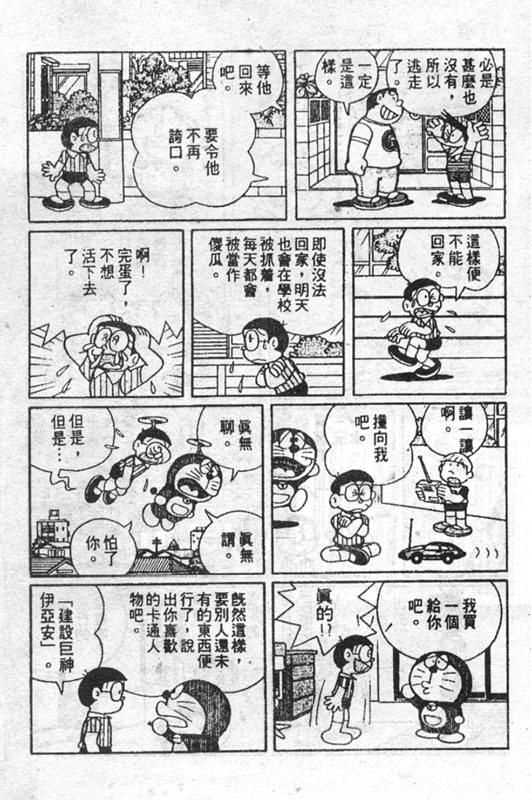 必是
甚麼也
沒有，
所以
逃走
了。
一定
是這
樣。
等他
回來
吧。
要令他
不再
誇口。
這樣便
不能
回家。
即使沒法
回家，明天
也會在學校
被抓着，
每天都會
被當作
傻瓜。
啊！
完蛋了，
不想
活下去
了。
讓一讓
啊。
撞向我
吧。
眞無
聊。
但是，
但是…
眞無
謂。
怕了
你。
我買
一個
給你
吧。
眞的!?
旣然這樣，
要別人還未
有的東西便
行了，說
出你喜歡
的卡通人
物吧。
「建設巨神
伊亞安」。